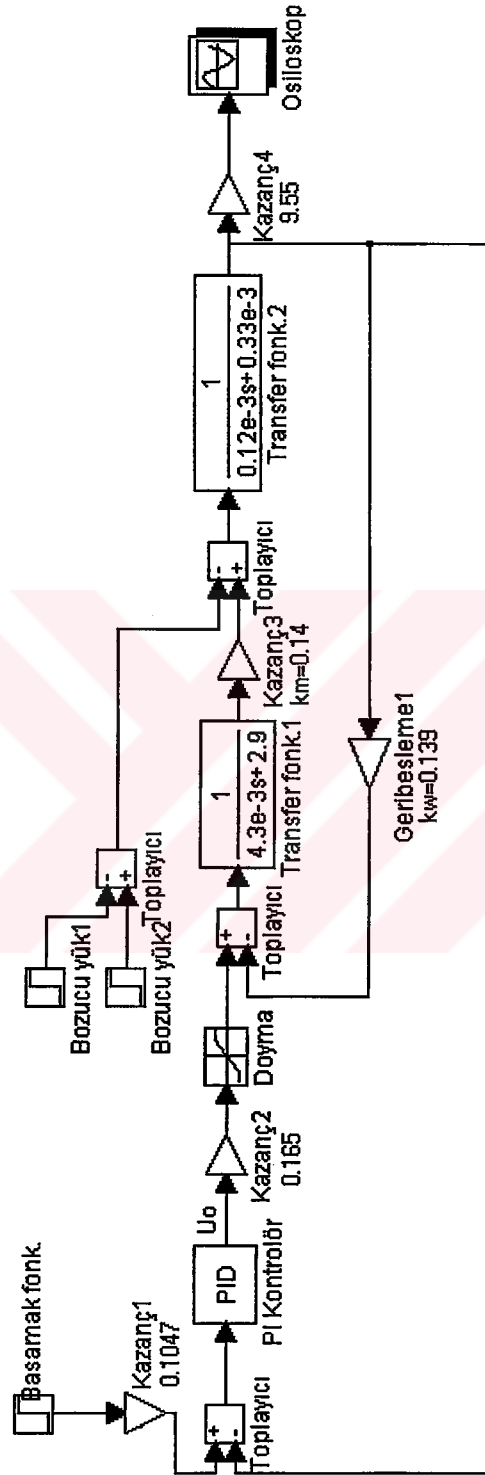 Basamak fonk.
Kazanç1
0.1047
+
-
Toplayıcı
PID
PI Kontrolör
Uo
Kazanç2
0.165
Doyma
+
-
Toplayıcı
Bozucu yük1
Bozucu yük2
-
+
Toplayıcı
1
4.3e-3s+2.9
Transfer fonk.1
Kazanç3
km=0.14
-
+
Toplayıcı
1
0.12e-3s+0.33e-3
Transfer fonk.2
Kazanç4
9.55
Osiloskop
Geribesleme1
kw=0.139